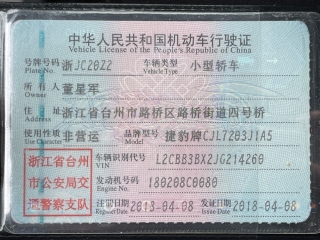 中华人民共和国机动车行驶证
Vehicle License of the People's Republic of China
号牌号码 浙JC20Z2 车辆类型 小型轿车
Plate No. Vehicle Type
所有人 董星军
Owner
住址 浙江省台州市路桥区路桥街道四号桥
Address
使用性质 非营运 品牌型号 捷豹牌CJL7203J1A5
Use Character Model
浙江省台州
市公安局交
通警察支队
车辆识别代号 L2CBB3BX2JG214260
VIN
发动机号码 180208C0080
Engine No.
注册日期 2018-04-08 发证日期 2018-04-08
Register Date Issue Date